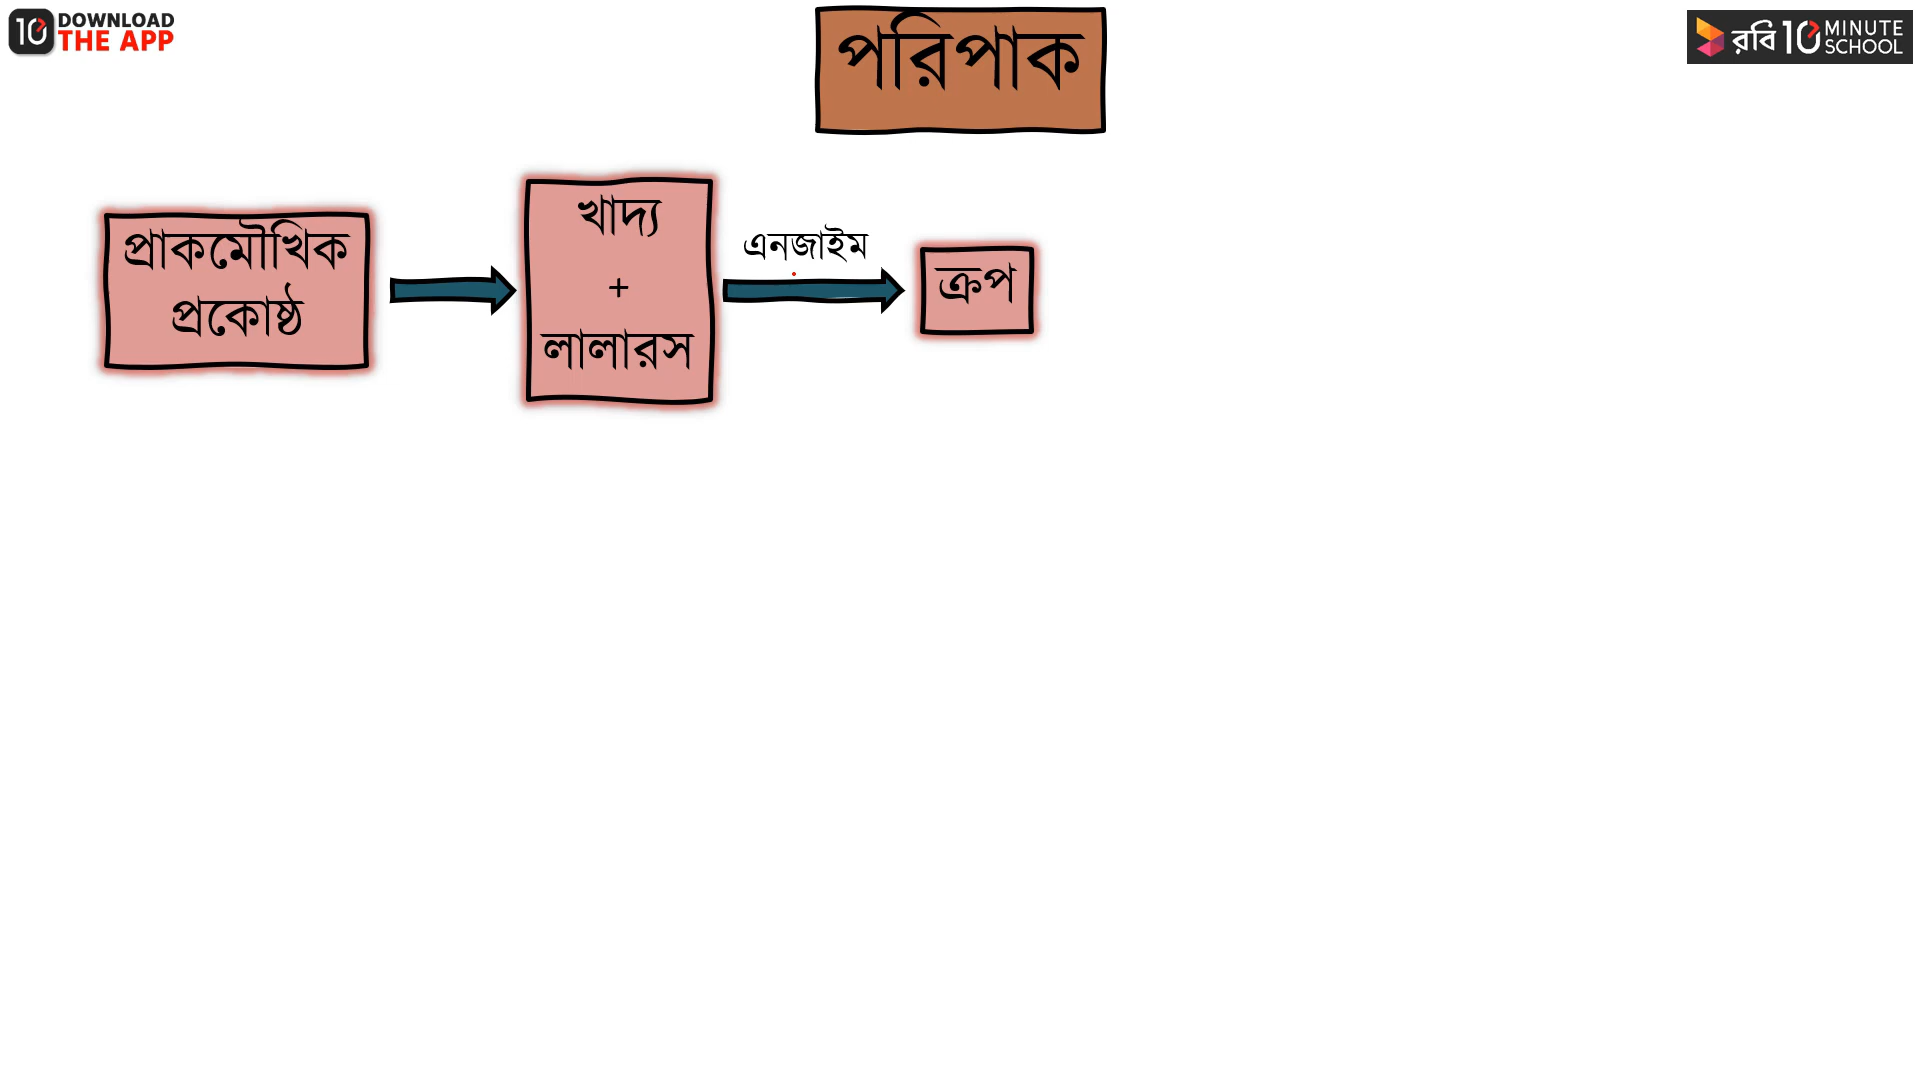 DOWNLOAD
THE APP
পরিপাক
রবি 10 MINUTE
SCHOOL
প্রাকমৌখিক
প্রকোষ্ঠ
খাদ্য
+
লালারস
এনজাইম
ক্রপ